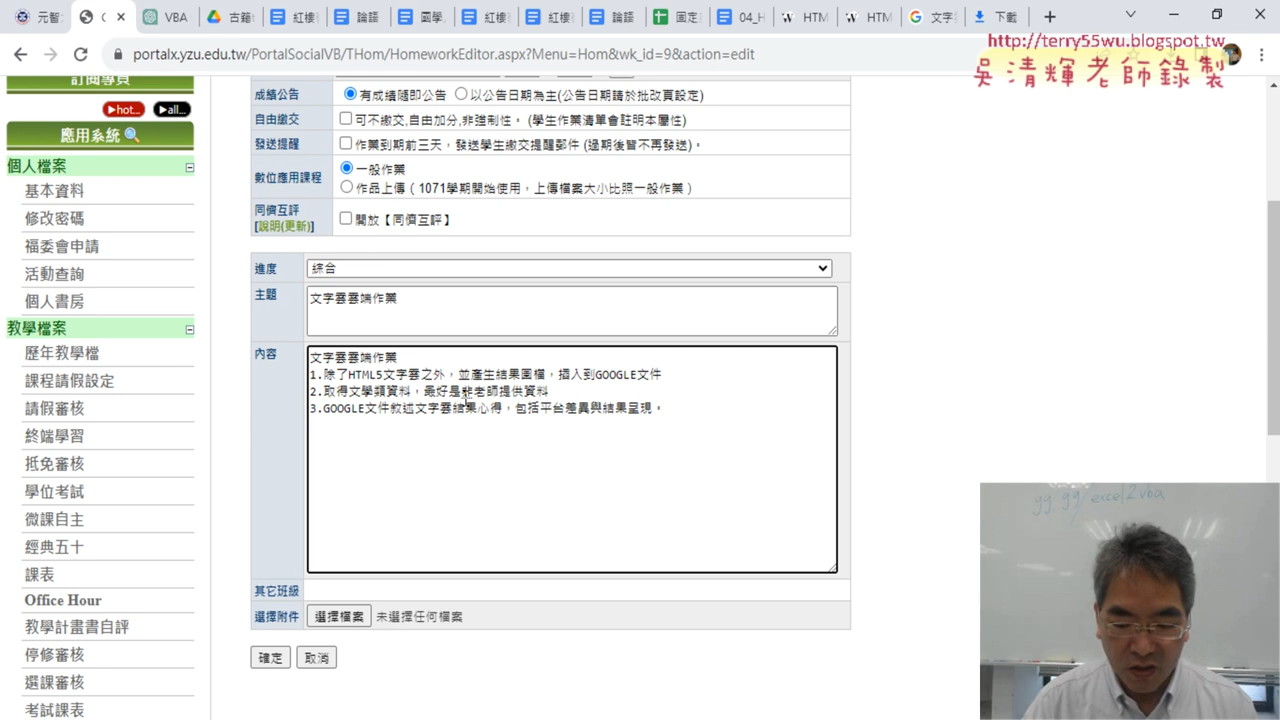 元智
VBA
古籍
紅樓
論語
國學
紅樓
紅樓
論語
固定
04_H
HTM
HTM
文字
下載
portalx.yzu.edu.tw/PortalSocialVB/THom/HomeworkEditor.aspx?Menu=Hom&wk_id=9&action=edit
http://terry55wu.blogspot.tw
吳清輝老師錄製
訂閱專頁
hot...
all...
應用系統
個人檔案
基本資料
修改密碼
福委會申請
活動查詢
個人書房
教學檔案
歷年教學檔
課程請假設定
請假審核
終端學習
抵免審核
學位考試
微課自主
經典五十
課表
Office Hour
教學計畫書自評
停修審核
選課審核
考試課表
成績公告
有成績隨即公告 以公告日期為主(公告日期請於批改頁設定)
自由繳交
可不繳交,自由加分,非強制性。 (學生作業清單會註明本屬性)
發送提醒
作業到期前三天，發送學生繳交提醒郵件 (過期後皆不再發送)。
數位應用課程
一般作業
作品上傳 ( 1071學期開始使用，上傳檔案大小比照一般作業 )
同儕互評
[說明(更新)]
開放【同儕互評】
進度
綜合
主題
文字雲雲端作業
內容
文字雲雲端作業
1.除了HTML5文字雲之外，並產生結果圖檔，插入到GOOGLE文件
2.取得文學類資料，最好是非老師提供資料
3.GOOGLE文件敘述文字雲結果心得，包括平台差異與結果呈現。
其它班級
選擇附件
選擇檔案 未選擇任何檔案
確定 取消